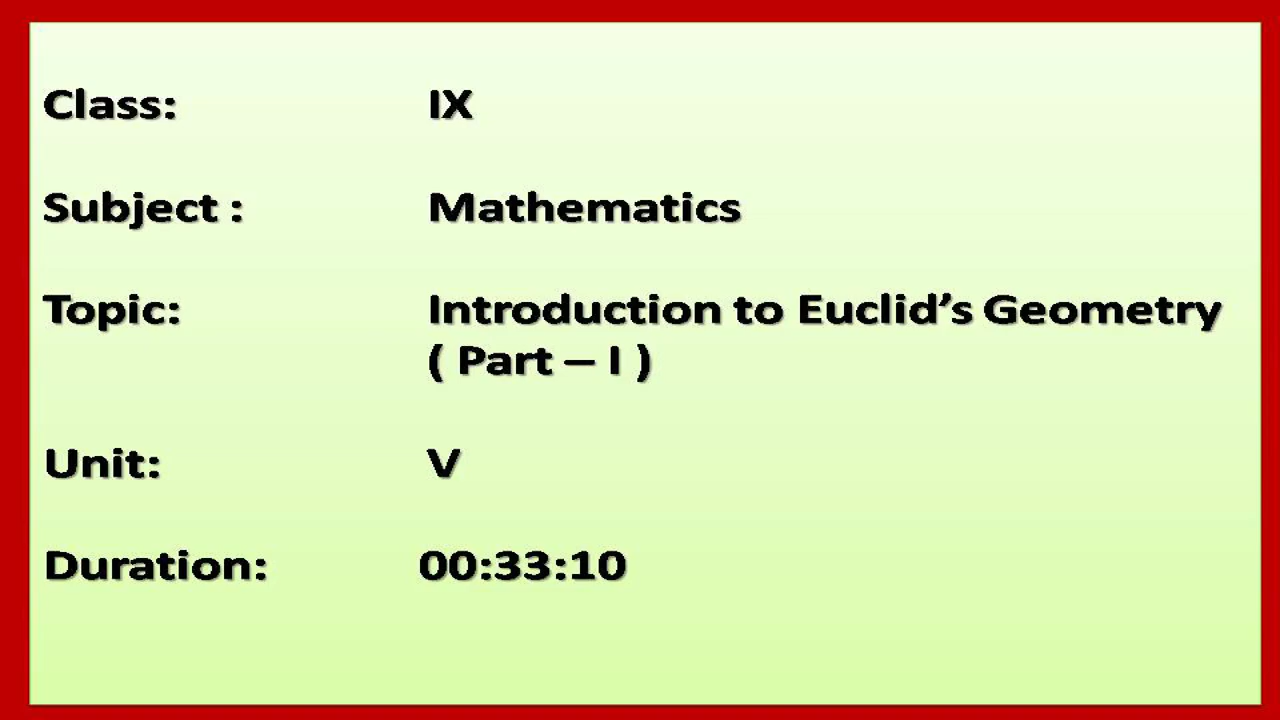 Class: IX
Subject : Mathematics
Topic: Introduction to Euclid’s Geometry
( Part – I )
Unit: V
Duration: 00:33:10